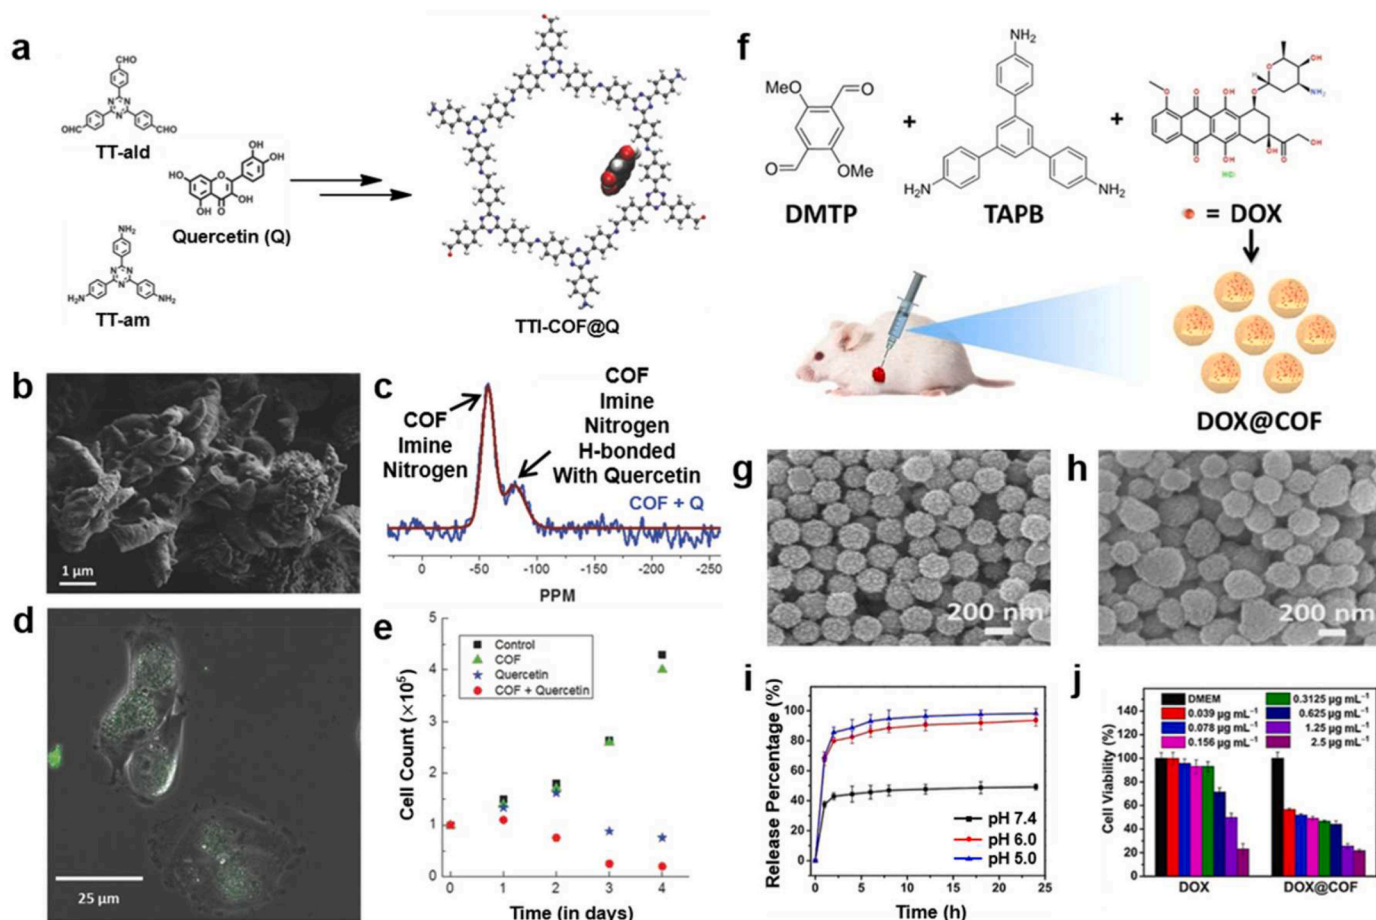 a
CHO
N
N
N
OHC
CHO
TT-ald
OH
OH
HO
O
OH
OH
O
Quercetin (Q)
NH₂
N
N
N
H₂N
NH₂
TT-am
TTI-COF@Q
b
1 µm
c
COF
Imine
Nitrogen
COF
Imine
Nitrogen
H-bonded
With Quercetin
COF + Q
0
-50
-100
-150
-200
-250
PPM
d
25 µm
e
Cell Count (×10⁵)
5
4
3
2
1
0
Control
COF
Quercetin
COF + Quercetin
0
1
2
3
4
Time (in days)
f
MeO
O
O
OMe
DMTP
+
NH₂
H₂N
NH₂
TAPB
+
O
OH
NH₂
O
O
O
OH
OH
O
OH
OH
O
HCl
= DOX
DOX@COF
g
200 nm
h
200 nm
i
Release Percentage (%)
100
80
60
40
20
0
pH 7.4
pH 6.0
pH 5.0
0
5
10
15
20
25
Time (h)
j
Cell Viability (%)
140
120
100
80
60
40
20
0
DMEM
0.039 µg mL⁻¹
0.078 µg mL⁻¹
0.156 µg mL⁻¹
0.3125 µg mL⁻¹
0.625 µg mL⁻¹
1.25 µg mL⁻¹
2.5 µg mL⁻¹
DOX
DOX@COF